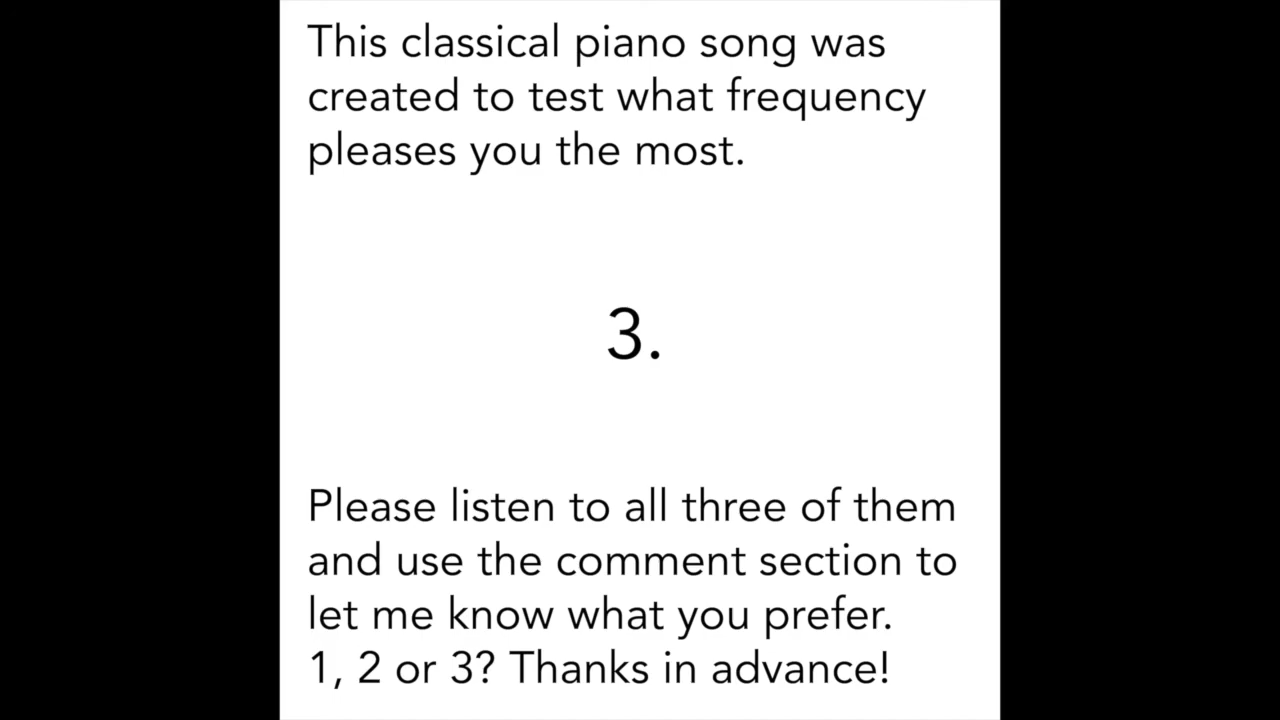 This classical piano song was
created to test what frequency
pleases you the most.
3.
Please listen to all three of them
and use the comment section to
let me know what you prefer.
1, 2 or 3? Thanks in advance!